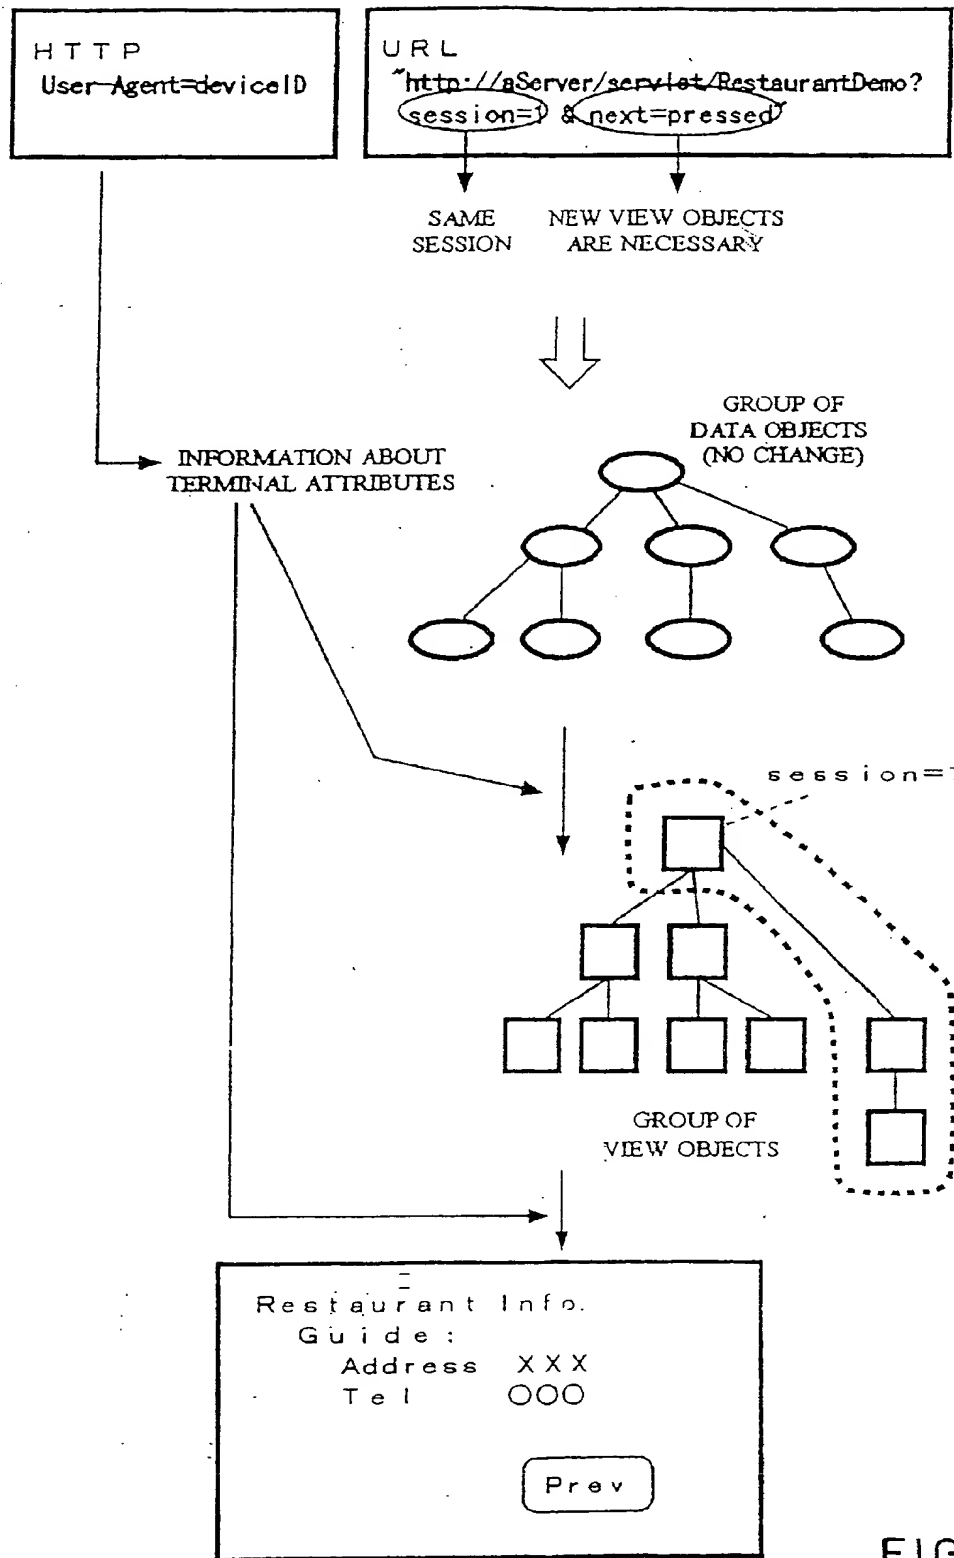 HTTP
User-Agent=deviceID
URL
"http://aServer/servlet/RestaurantDemo?
session=1 & next=pressed"
SAME
SESSION
NEW VIEW OBJECTS
ARE NECESSARY
GROUP OF
DATA OBJECTS
(NO CHANGE)
INFORMATION ABOUT
TERMINAL ATTRIBUTES
session=1
GROUP OF
VIEW OBJECTS
Restaurant Info.
Guide:
Address XXX
Tel OOO
Prev
FIG